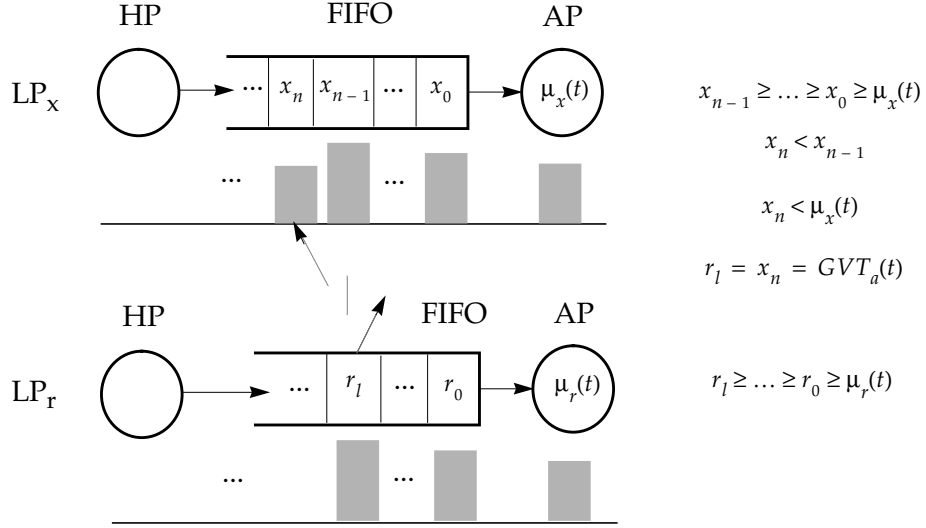 HP FIFO AP
LPx ... xn xn − 1 ... x0 μx(t) xn − 1 ≥ ... ≥ x0 ≥ μx(t)
xn < xn − 1
... ...
xn < μx(t)
rl = xn = GVTa(t)
HP FIFO AP
LPr ... rl ... r0 μr(t) rl ≥ ... ≥ r0 ≥ μr(t)
... ...